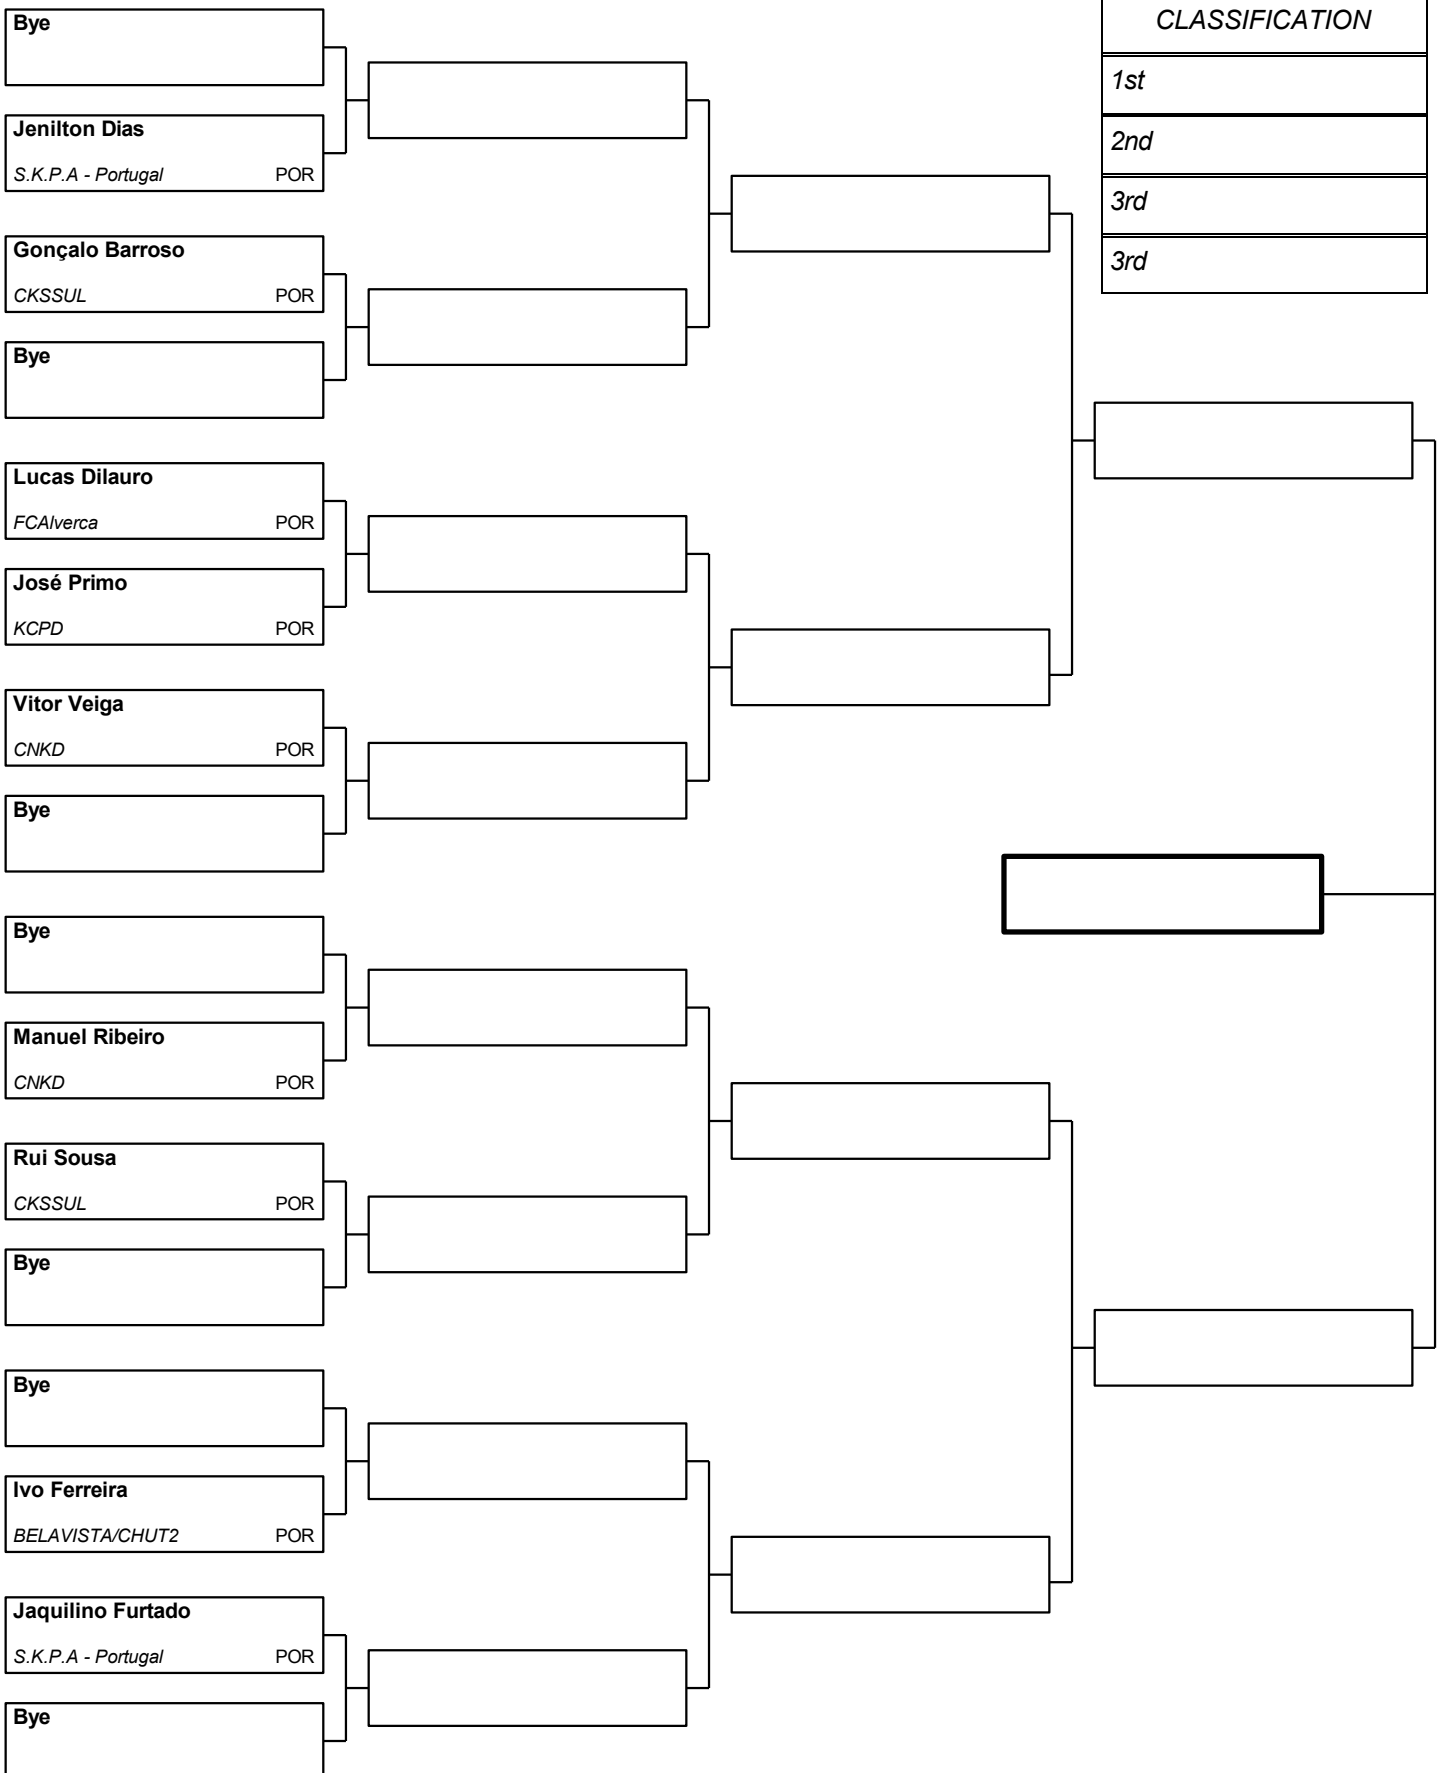 CLASSIFICATION
1st
2nd
3rd
3rd
Bye
Jenilton Dias
S.K.P.A - Portugal POR
Gonçalo Barroso
CKSSUL POR
Bye
Lucas Dilauro
FCAlverca POR
José Primo
KCPD POR
Vitor Veiga
CNKD POR
Bye
Bye
Manuel Ribeiro
CNKD POR
Rui Sousa
CKSSUL POR
Bye
Bye
Ivo Ferreira
BELAVISTA/CHUT2 POR
Jaquilino Furtado
S.K.P.A - Portugal POR
Bye